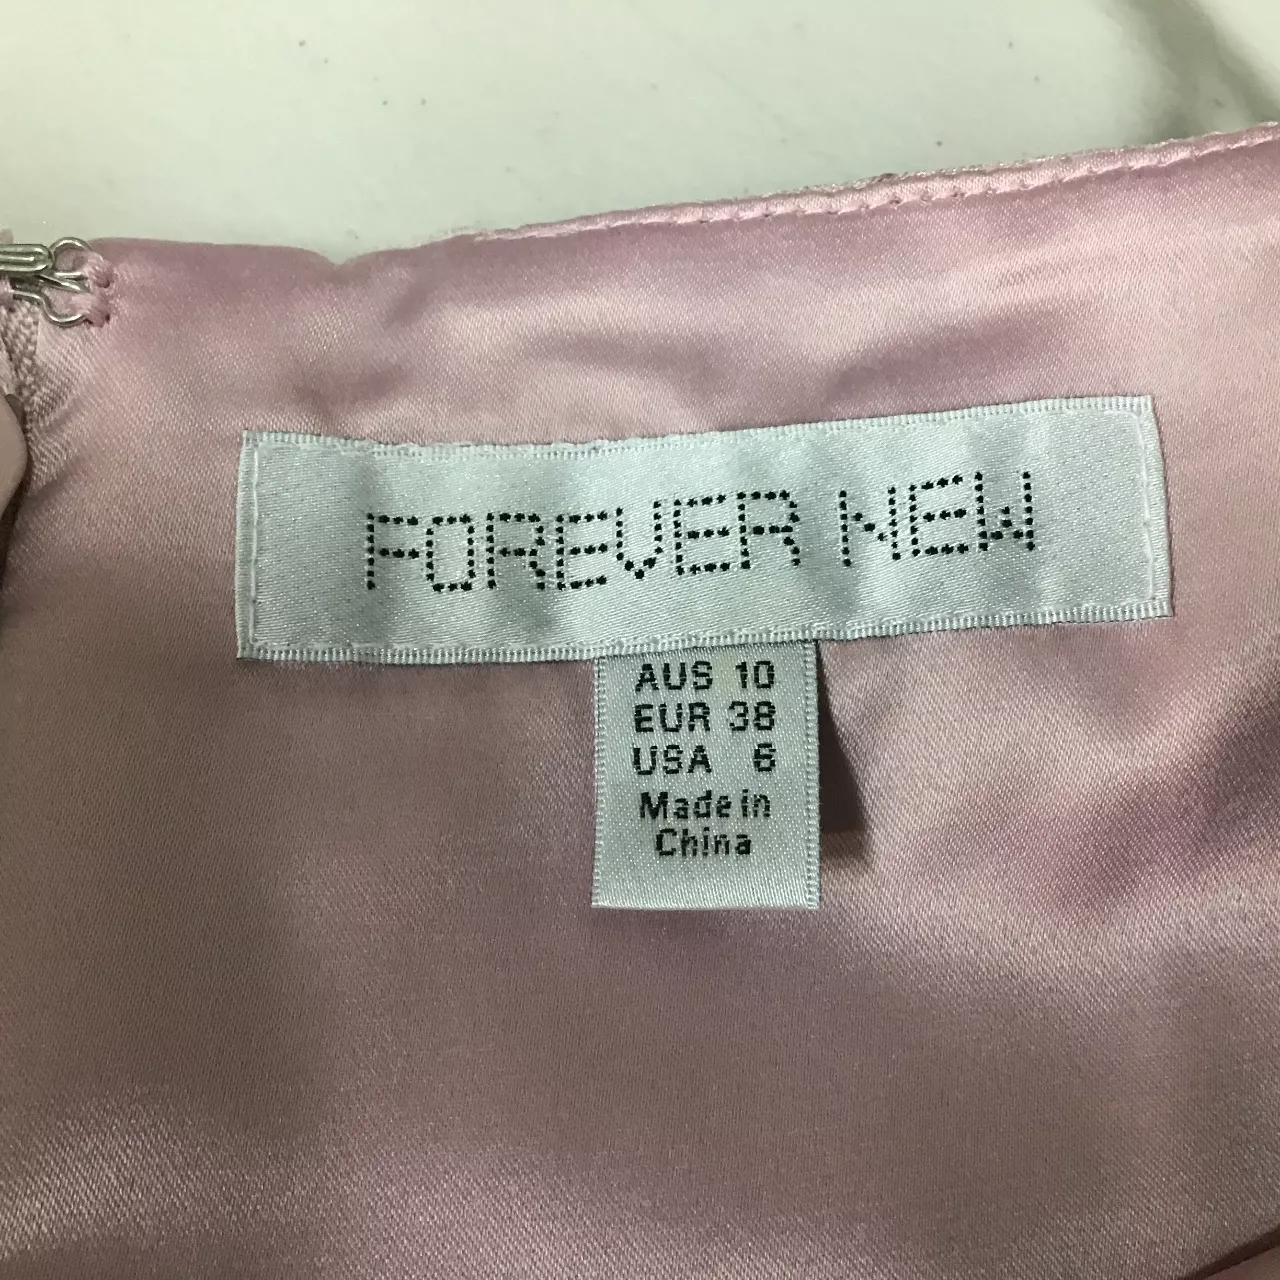 FOREVER NEW
AUS 10
EUR 38
USA 6
Made in
China